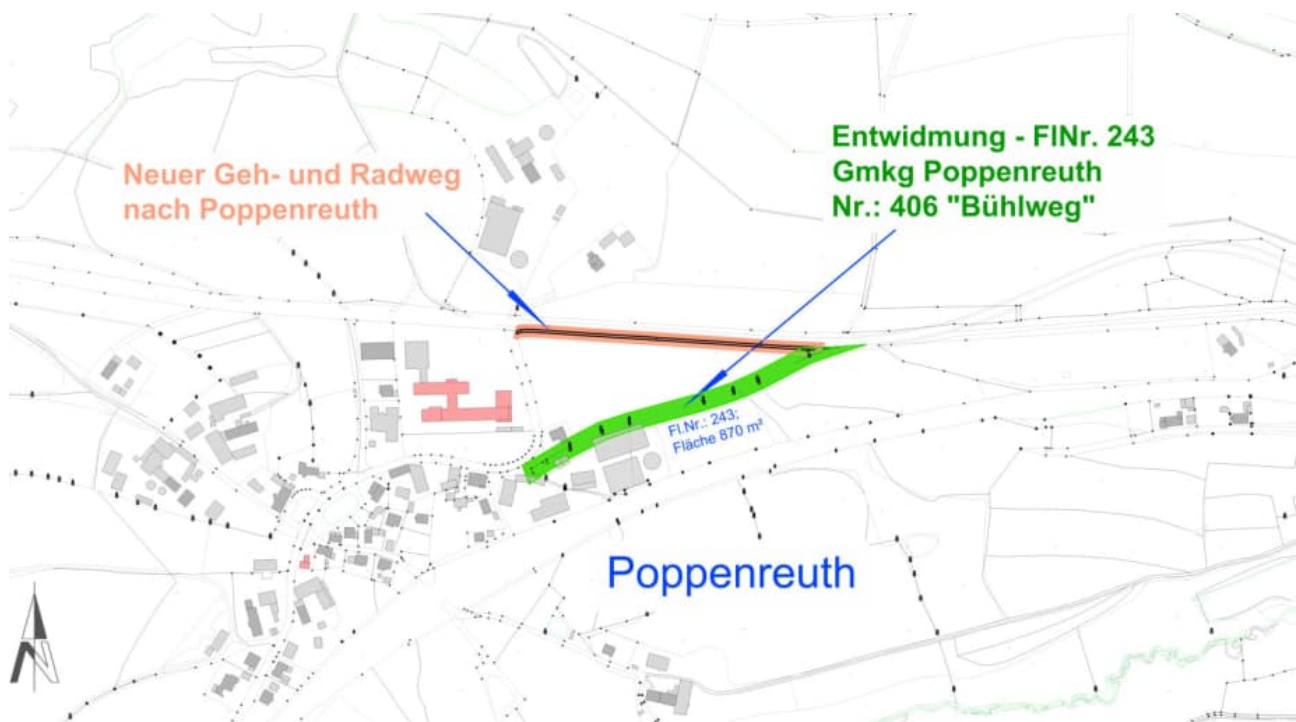 Neuer Geh- und Radweg
nach Poppenreuth
Entwidmung - FlNr. 243
Gmkg Poppenreuth
Nr.: 406 "Bühlweg"
Fl.Nr.: 243;
Fläche 870 m²
Poppenreuth
N